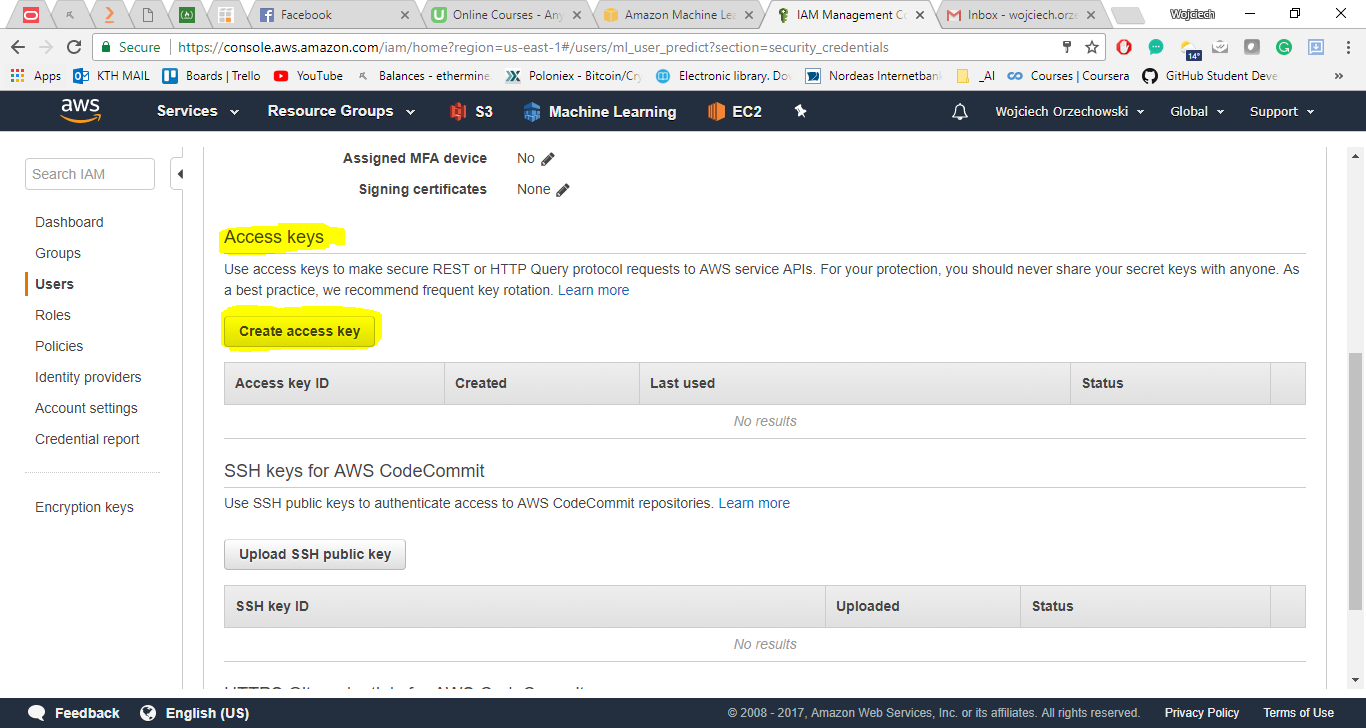 Facebook
Online Courses - Any
Amazon Machine Lea
IAM Management Co
Inbox - wojciech.orze
Wojciech
Secure
https://console.aws.amazon.com/iam/home?region=us-east-1#/users/ml_user_predict?section=security_credentials
14°
Apps
KTH MAIL
Boards | Trello
YouTube
Balances - ethermine.
Poloniex - Bitcoin/Cry
Electronic library. Do
Nordeas Internetbank
_AI
Courses | Coursera
GitHub Student Deve
»
aws
Services
Resource Groups
S3
Machine Learning
EC2
Wojciech Orzechowski
Global
Support
Search IAM
Dashboard
Groups
Users
Roles
Policies
Identity providers
Account settings
Credential report
Encryption keys
Assigned MFA device No
Signing certificates None
Access keys
Use access keys to make secure REST or HTTP Query protocol requests to AWS service APIs. For your protection, you should never share your secret keys with anyone. As
a best practice, we recommend frequent key rotation. Learn more
Create access key
Access key ID Created Last used Status
No results
SSH keys for AWS CodeCommit
Use SSH public keys to authenticate access to AWS CodeCommit repositories. Learn more
Upload SSH public key
SSH key ID Uploaded Status
No results
Feedback
English (US)
© 2008 - 2017, Amazon Web Services, Inc. or its affiliates. All rights reserved.
Privacy Policy
Terms of Use